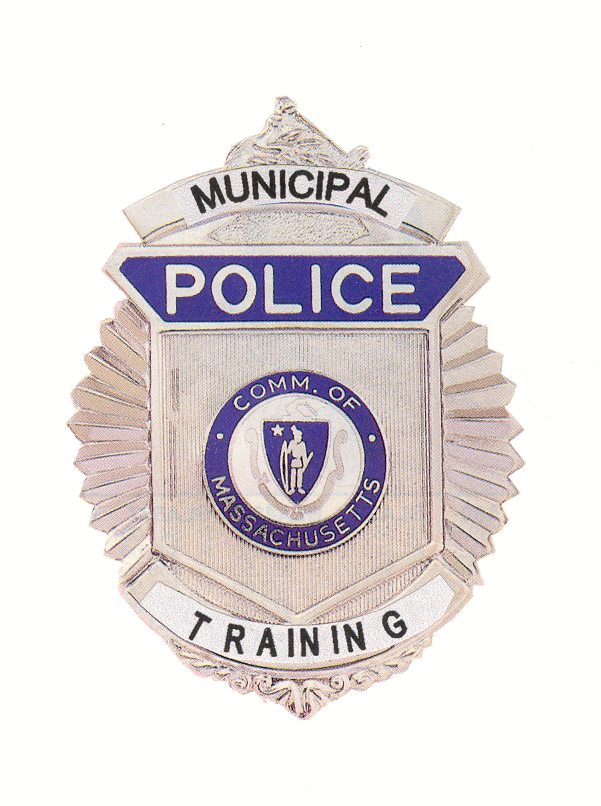 MUNICIPAL
POLICE
COMM. OF
MASSACHUSETTS
TRAINING